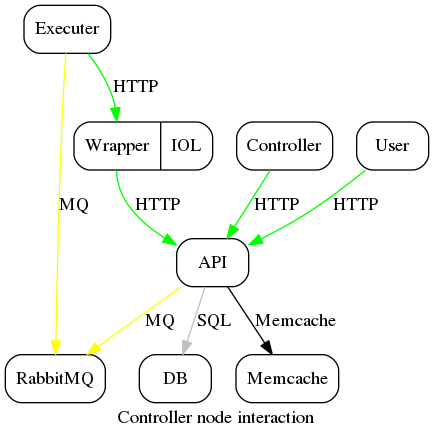 Executer
HTTP
Wrapper IOL
Controller
User
MQ
HTTP
HTTP
HTTP
API
MQ
SQL
Memcache
RabbitMQ
DB
Memcache
Controller node interaction